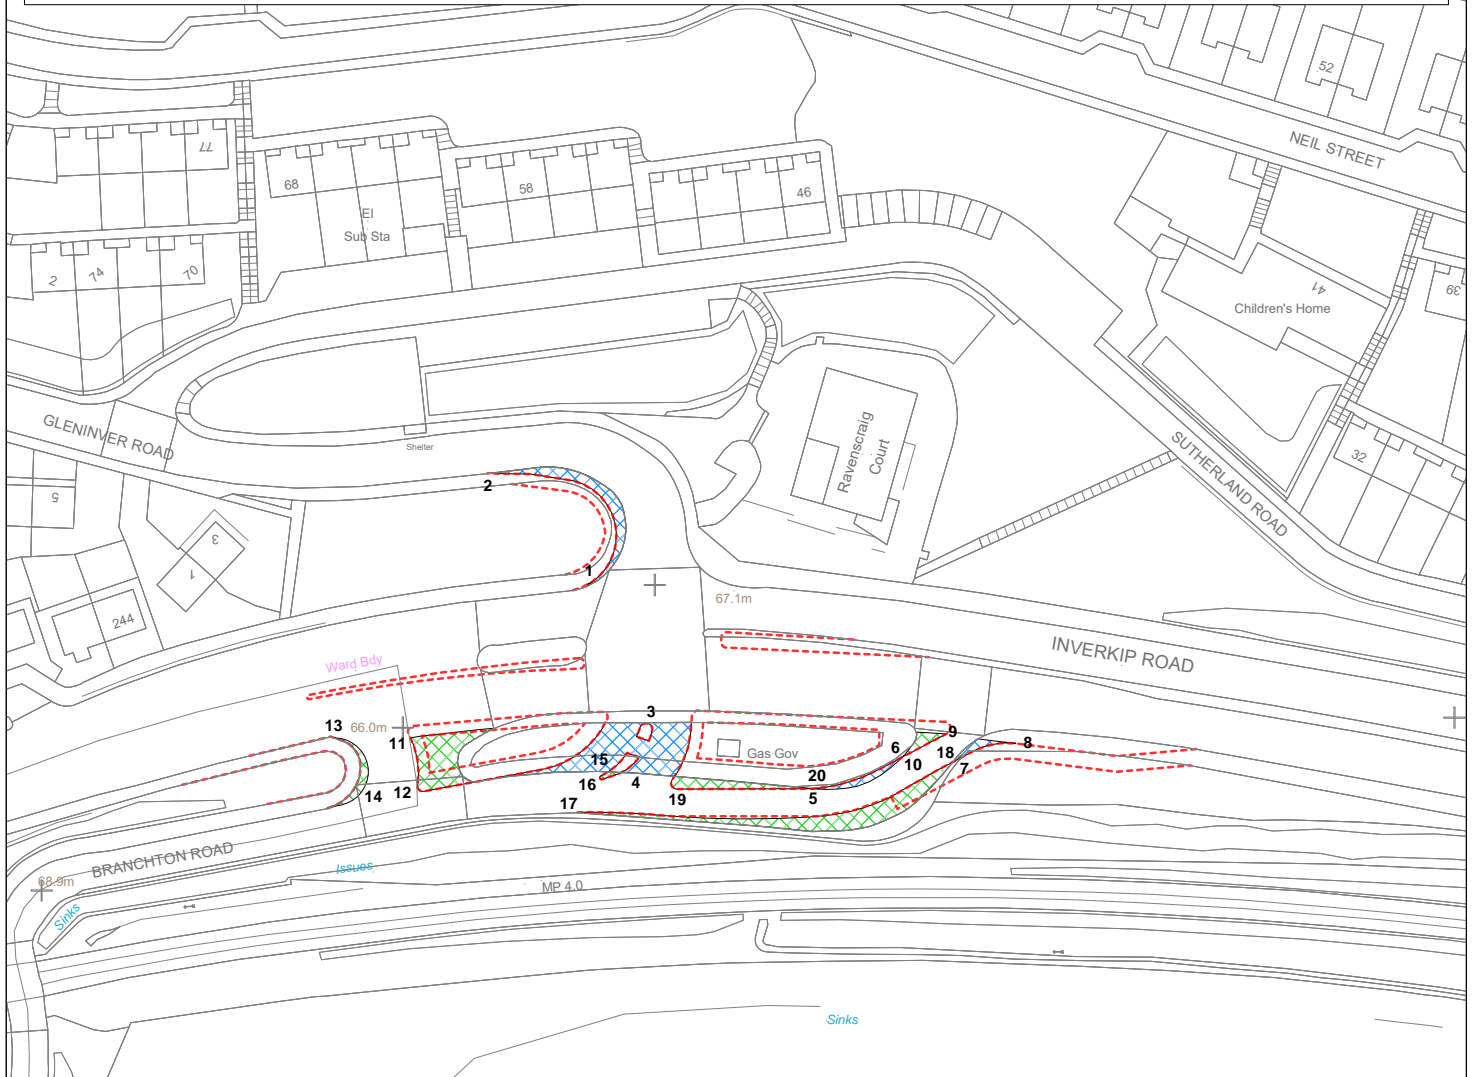 52
NEIL STREET
77
68
58
46
El
Sub Sta
2
74
70
41
39
Children's Home
GLENINVER ROAD
Shelter
Ravenscraig
Court
SUTHERLAND ROAD
32
5
2
3
1
1
244
67.1m
INVERKIP ROAD
Ward Bdy
13
66.0m
11
3
9
Gas Gov
6
18
8
10
7
15
16
4
20
12
14
17
19
5
BRANCHTON ROAD
Issues
68.9m
MP 4.0
Sinks
Sinks